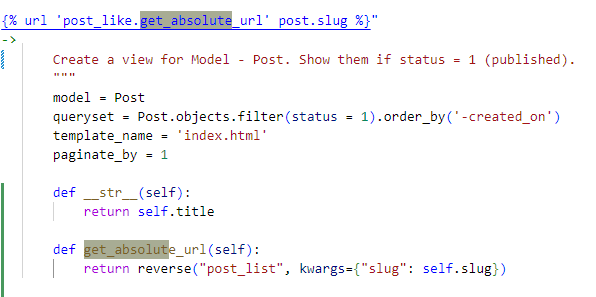 {% url 'post_like.get_absolute_url' post.slug %}"
->
Create a view for Model - Post. Show them if status = 1 (published).
"""
model = Post
queryset = Post.objects.filter(status = 1).order_by('-created_on')
template_name = 'index.html'
paginate_by = 1
def __str__(self):
return self.title
def get_absolute_url(self):
return reverse("post_list", kwargs={"slug": self.slug})